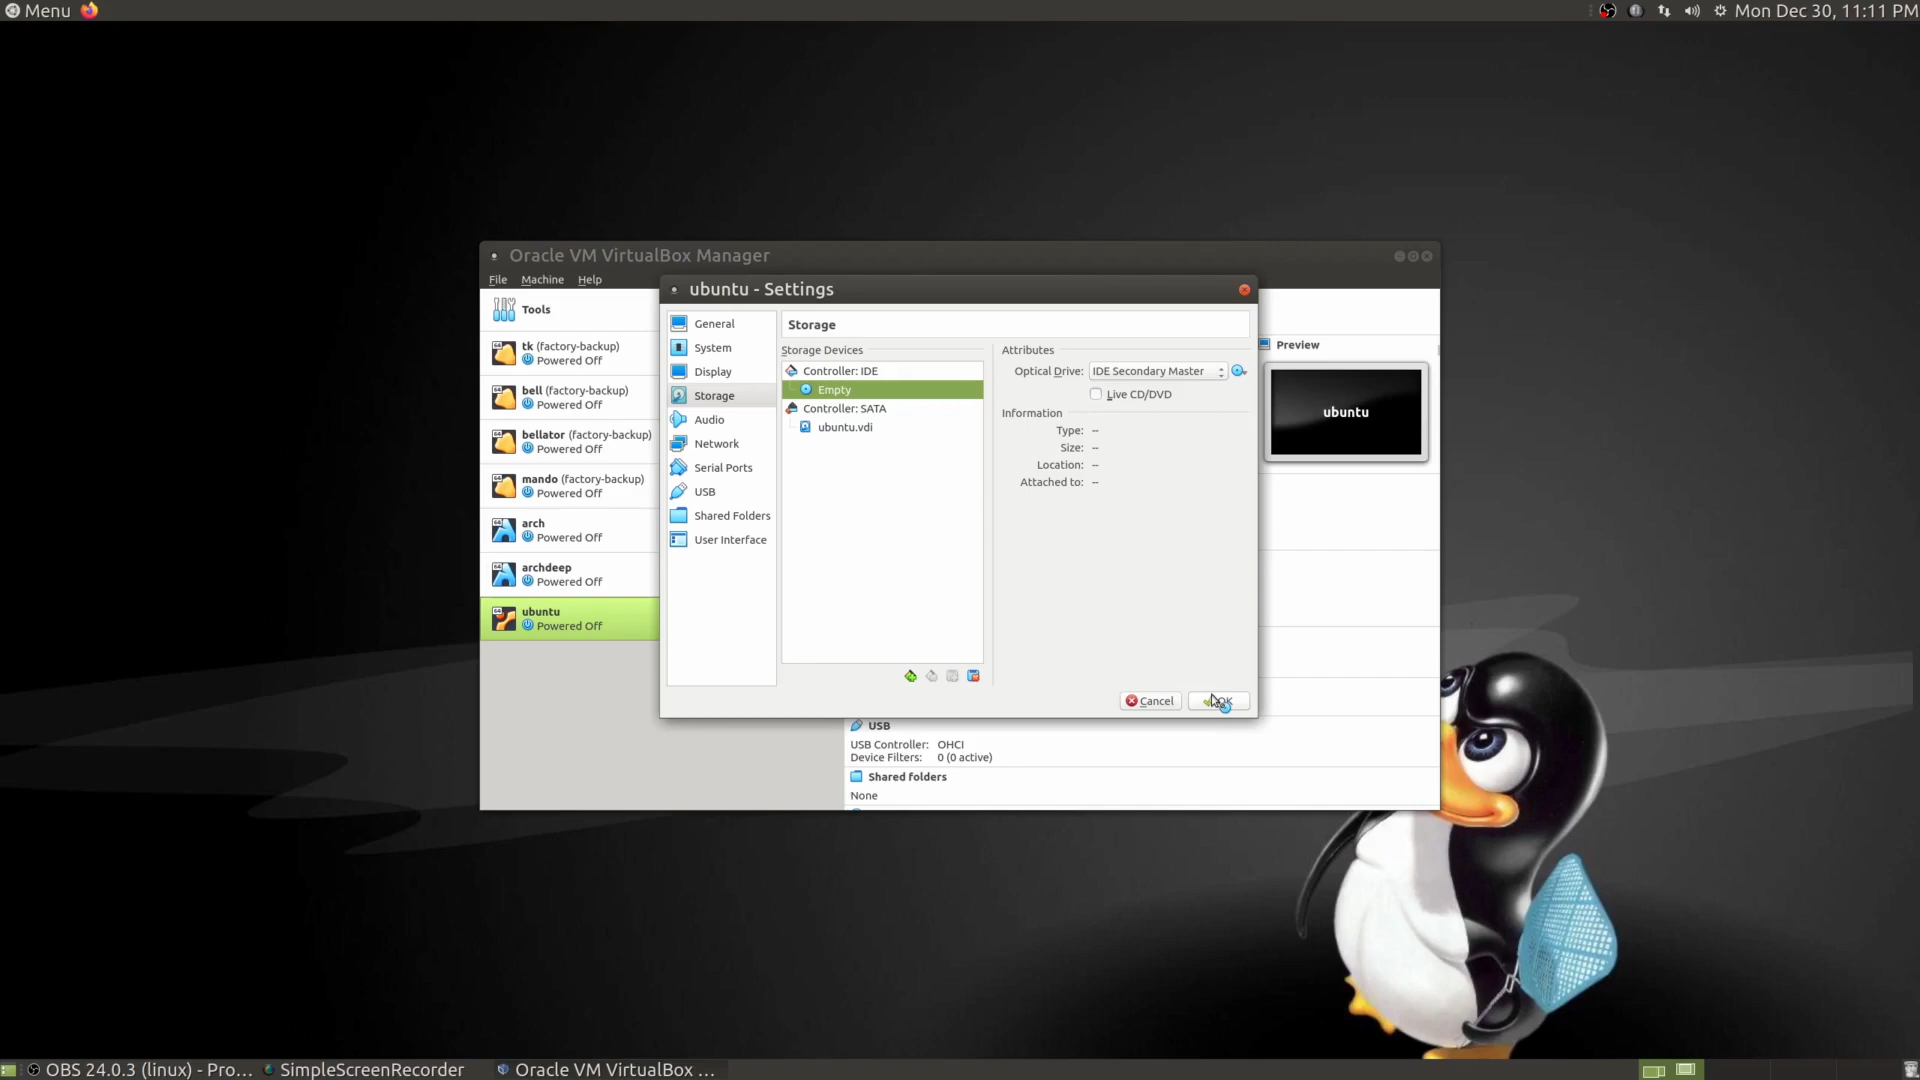 Menu
Mon Dec 30, 11:11 PM
Oracle VM VirtualBox Manager
File Machine Help
ubuntu - Settings
Tools
tk (factory-backup)
Powered Off
bell (factory-backup)
Powered Off
bellator (factory-backup)
Powered Off
mando (factory-backup)
Powered Off
arch
Powered Off
archdeep
Powered Off
ubuntu
Powered Off
General
System
Display
Storage
Audio
Network
Serial Ports
USB
Shared Folders
User Interface
Storage
Storage Devices
Controller: IDE
Empty
Controller: SATA
ubuntu.vdi
Attributes
Optical Drive: IDE Secondary Master
Live CD/DVD
Information
Type: --
Size: --
Location: --
Attached to: --
Cancel
OK
Preview
ubuntu
USB
USB Controller: OHCI
Device Filters: 0 (0 active)
Shared folders
None
OBS 24.0.3 (linux) - Pro...
SimpleScreenRecorder
Oracle VM VirtualBox ...